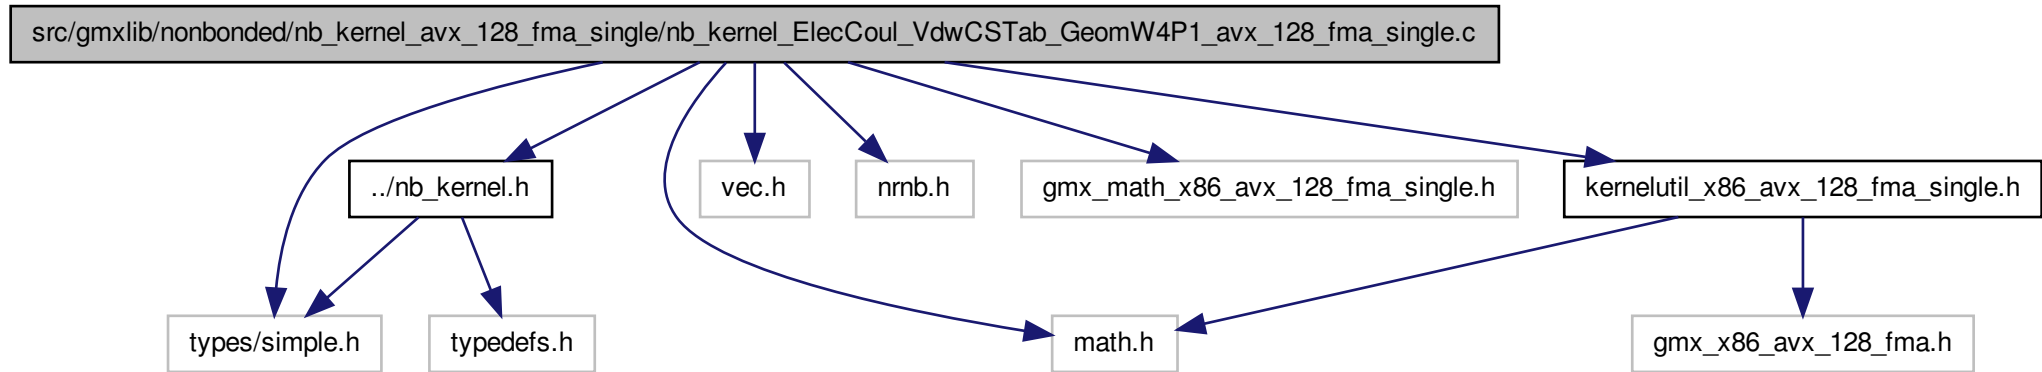 src/gmxlib/nonbonded/nb_kernel_avx_128_fma_single/nb_kernel_ElecCoul_VdwCSTab_GeomW4P1_avx_128_fma_single.c
../nb_kernel.h
vec.h
nrnb.h
gmx_math_x86_avx_128_fma_single.h
kernelutil_x86_avx_128_fma_single.h
types/simple.h
typedefs.h
math.h
gmx_x86_avx_128_fma.h